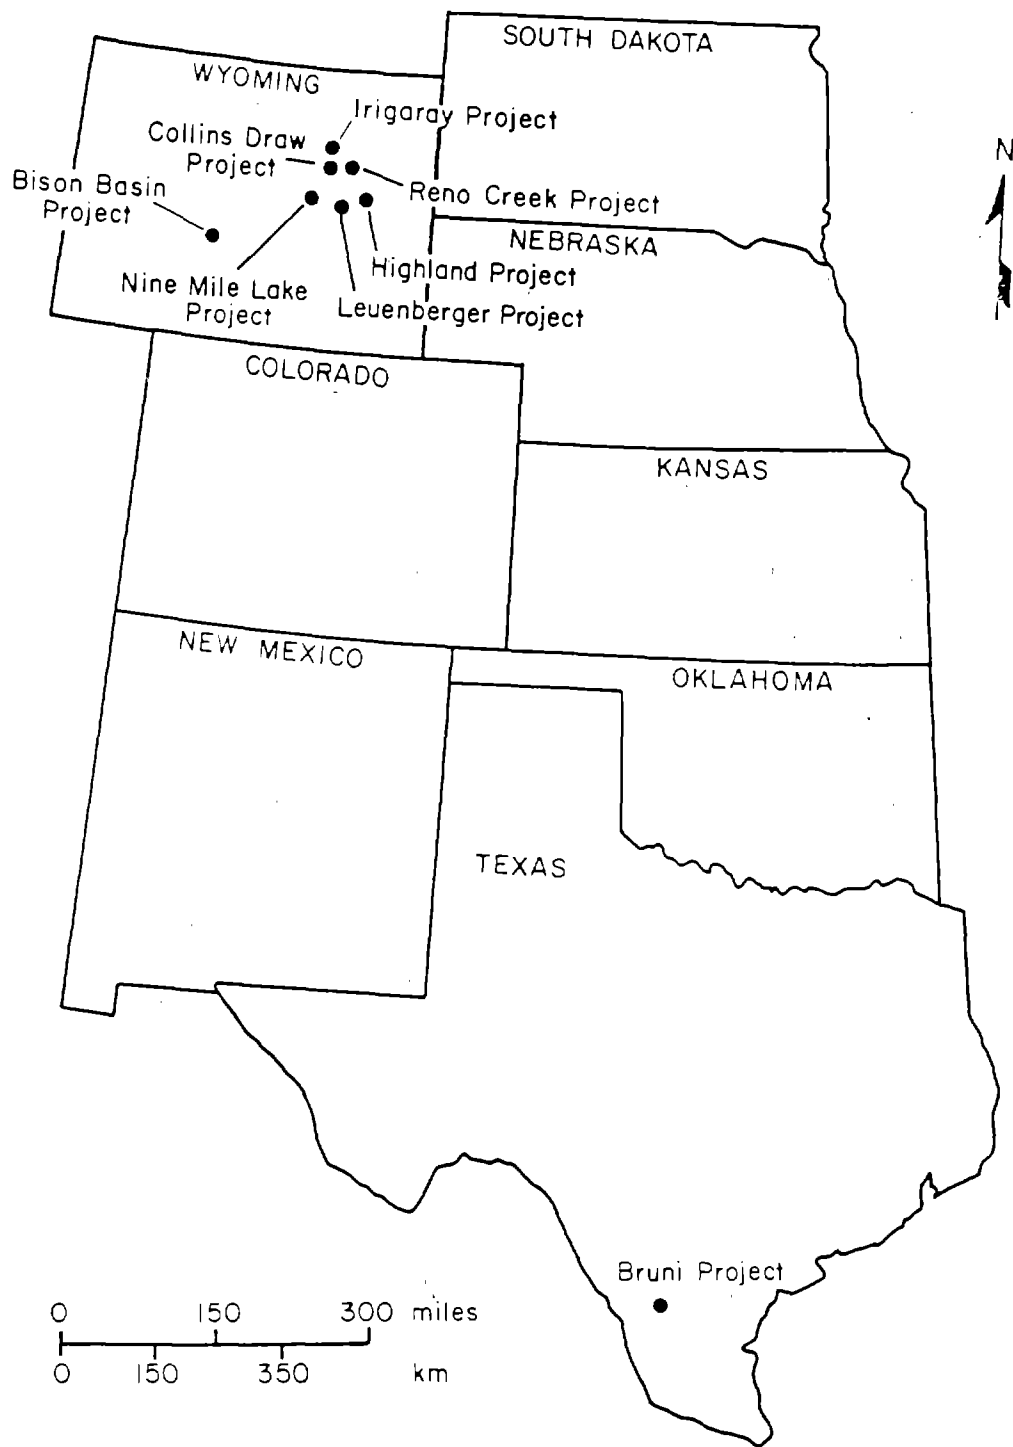 SOUTH DAKOTA
WYOMING
Irigaray Project
Collins Draw
Project
Bison Basin
Project
Reno Creek Project
NEBRASKA
Highland Project
Nine Mile Lake
Project
Leuenberger Project
COLORADO
KANSAS
NEW MEXICO
OKLAHOMA
TEXAS
Bruni Project
0 150 300 miles
0 150 350 km
N